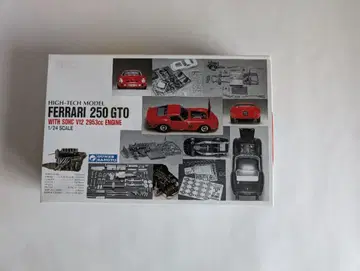 HIGH-TECH MODEL
FERRARI 250 GTO
WITH SOHC V12 2953cc ENGINE
1/24 SCALE